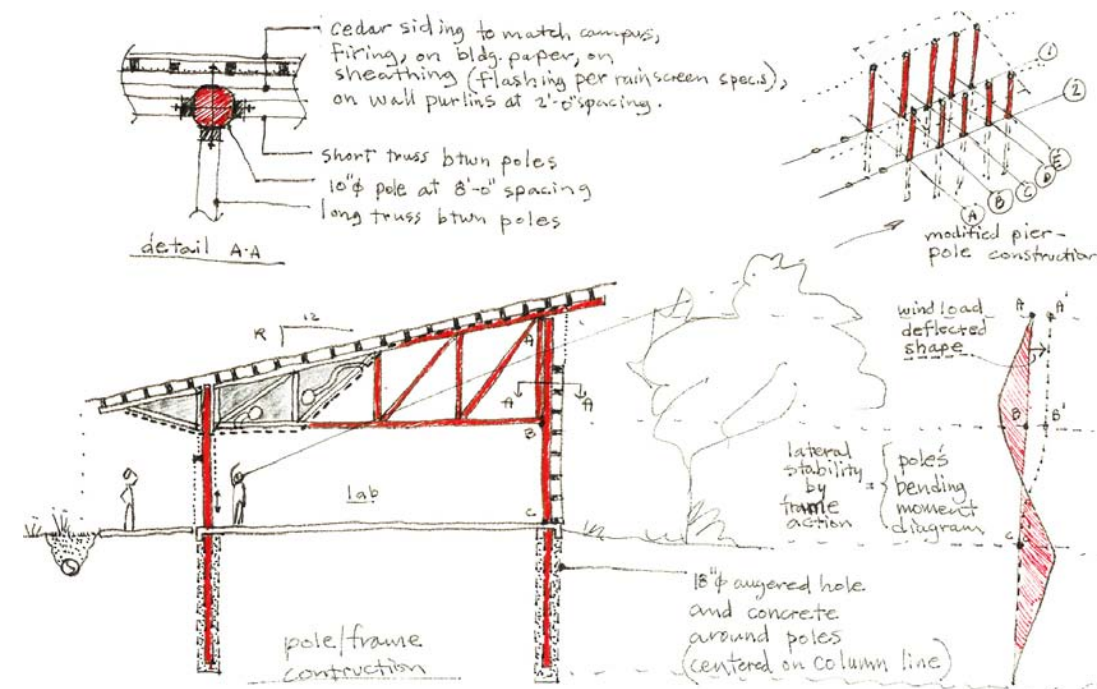 cedar siding to match campus,
firing, on bldg. paper, on
sheathing (flashing per rainscreen specs),
on wall purlins at 2'-0" spacing.
short truss btwn poles
10"ϕ pole at 8'-0" spacing
long truss btwn poles
detail A-A
1
2
E
D
C
B
A
modified pier-
pole construction
12
A
A A
B
C
lab
wind load
deflected
shape
A A'
B B'
C
lateral
stability
by
frame
action
=
pole's
bending
moment
diagram
18"ϕ augered hole
and concrete
around poles
(centered on column line)
pole/frame
contruction